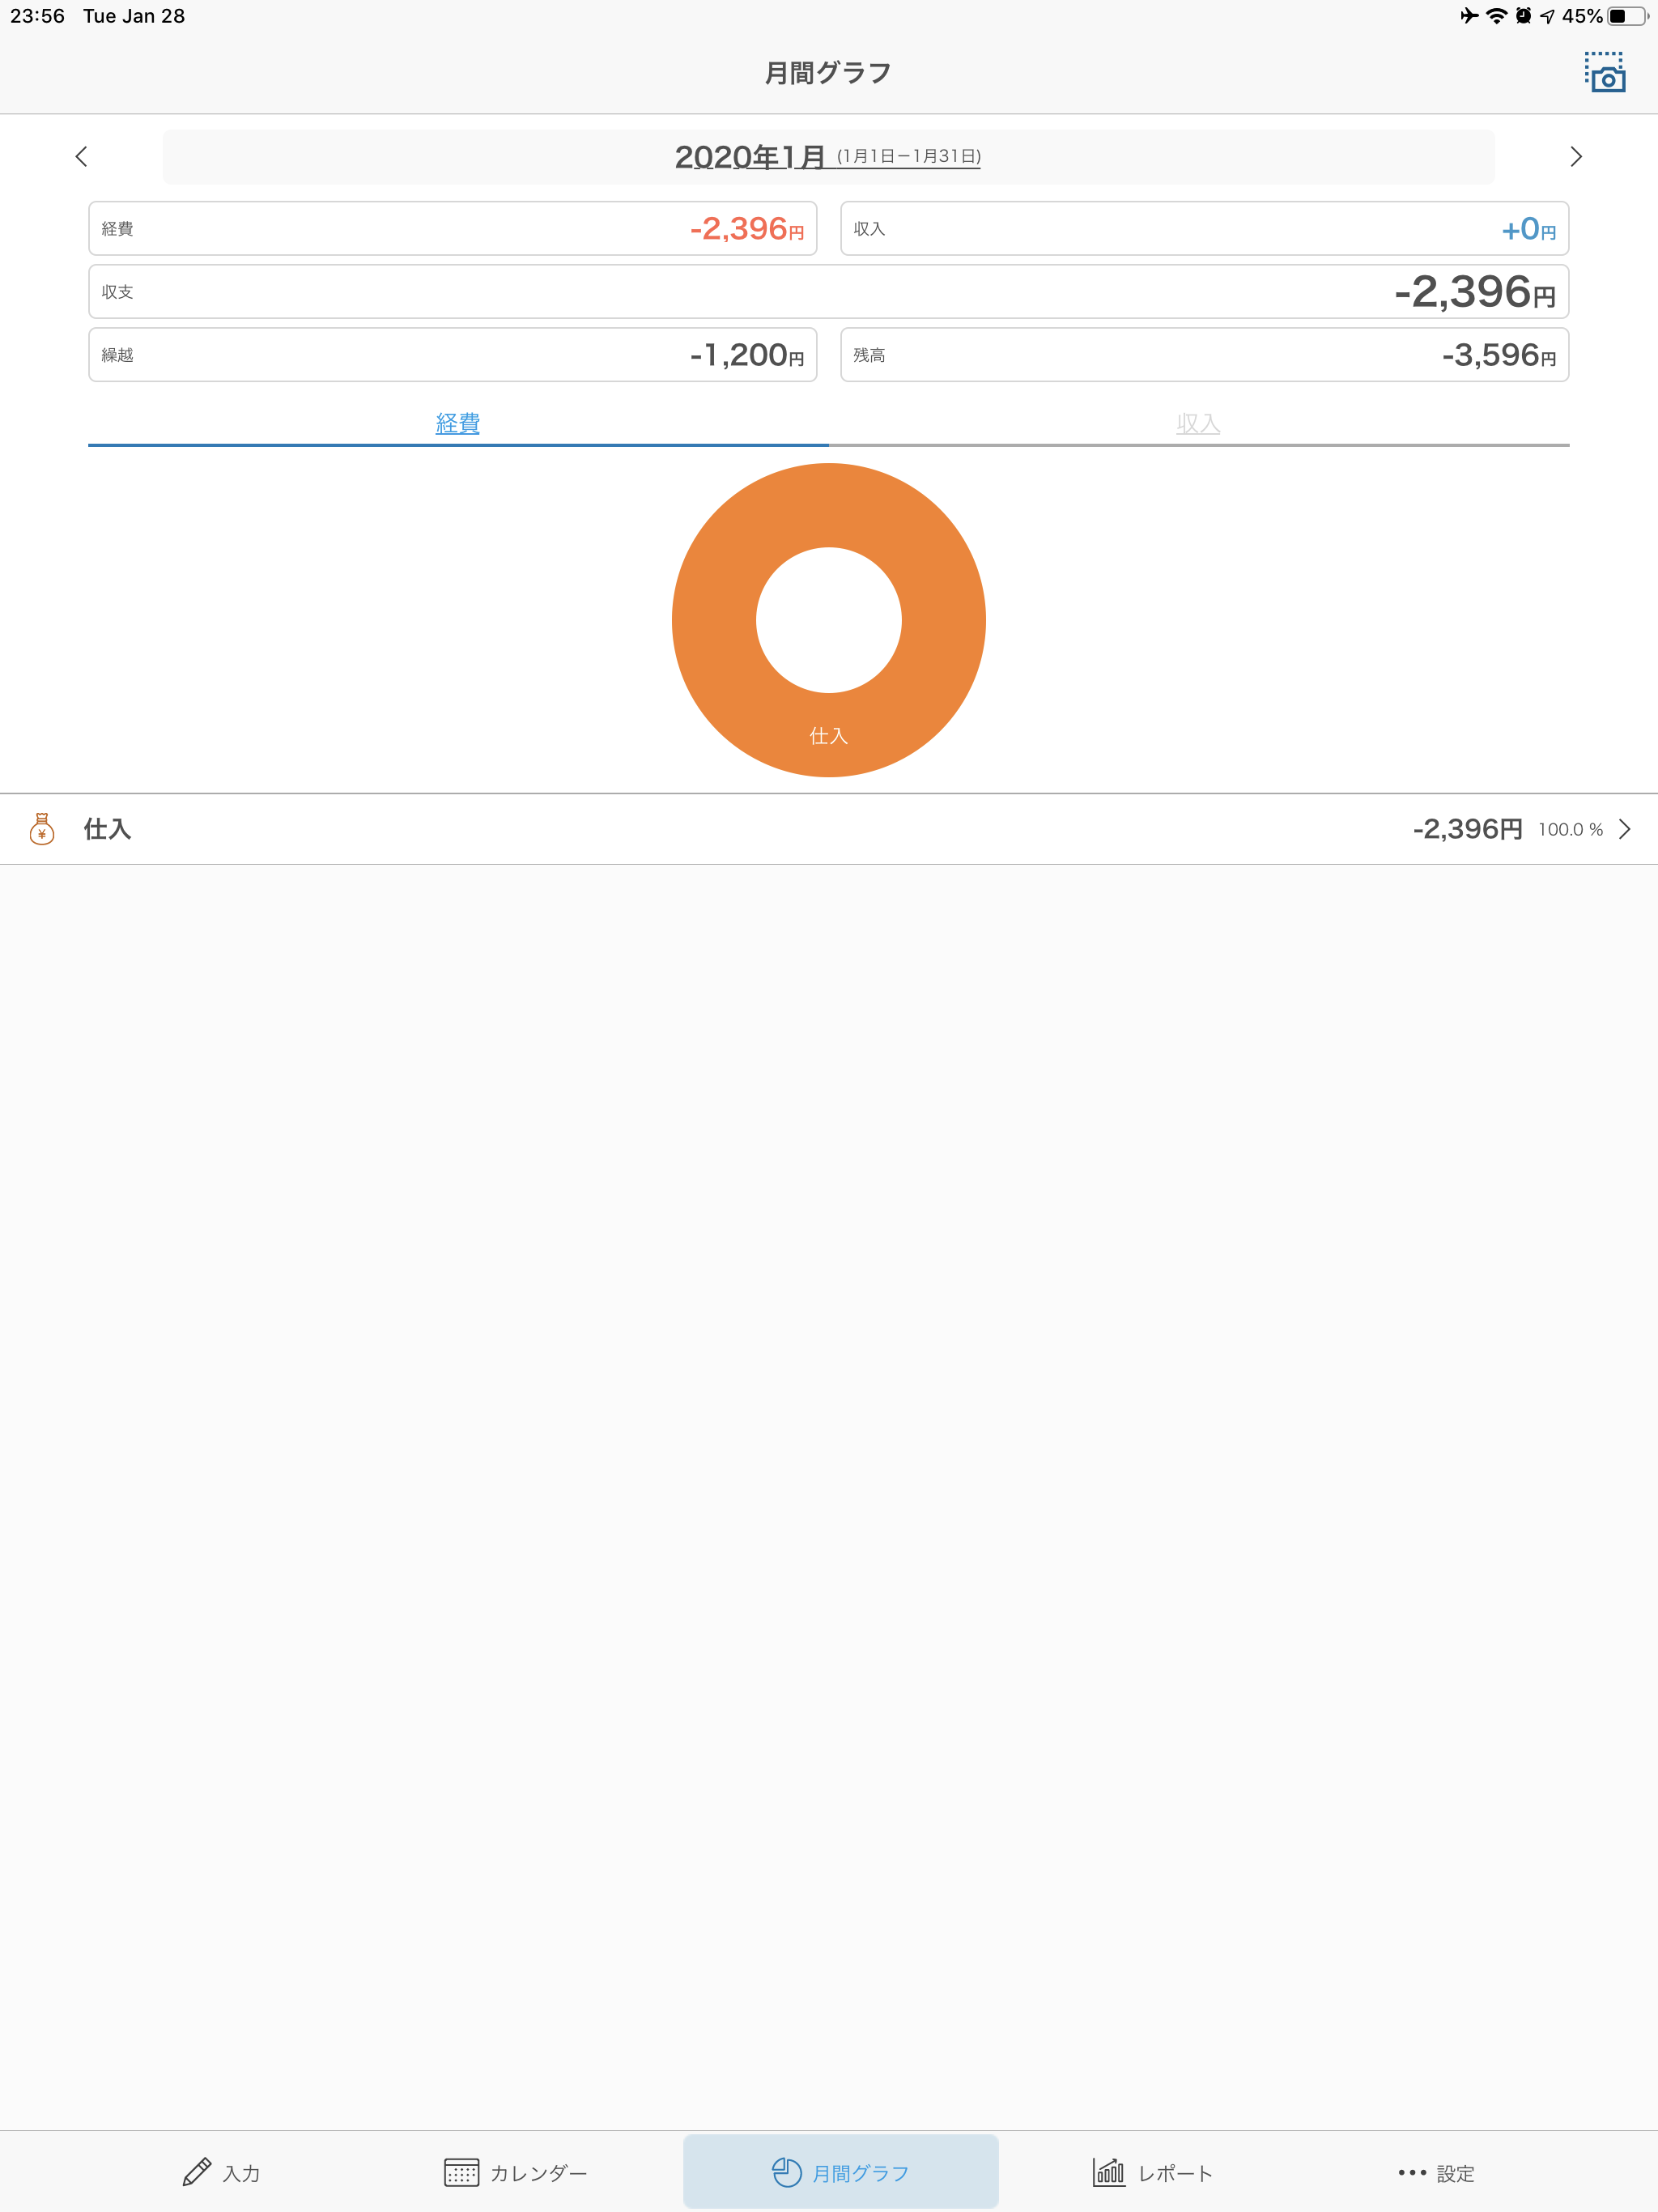 23:56 Tue Jan 28 45%
月間グラフ
2020年1月 (1月1日－1月31日)
経費 -2,396円 収入 +0円
収支 -2,396円
繰越 -1,200円 残高 -3,596円
経費 収入
仕入
仕入 -2,396円 100.0 %
入力 カレンダー 月間グラフ レポート 設定